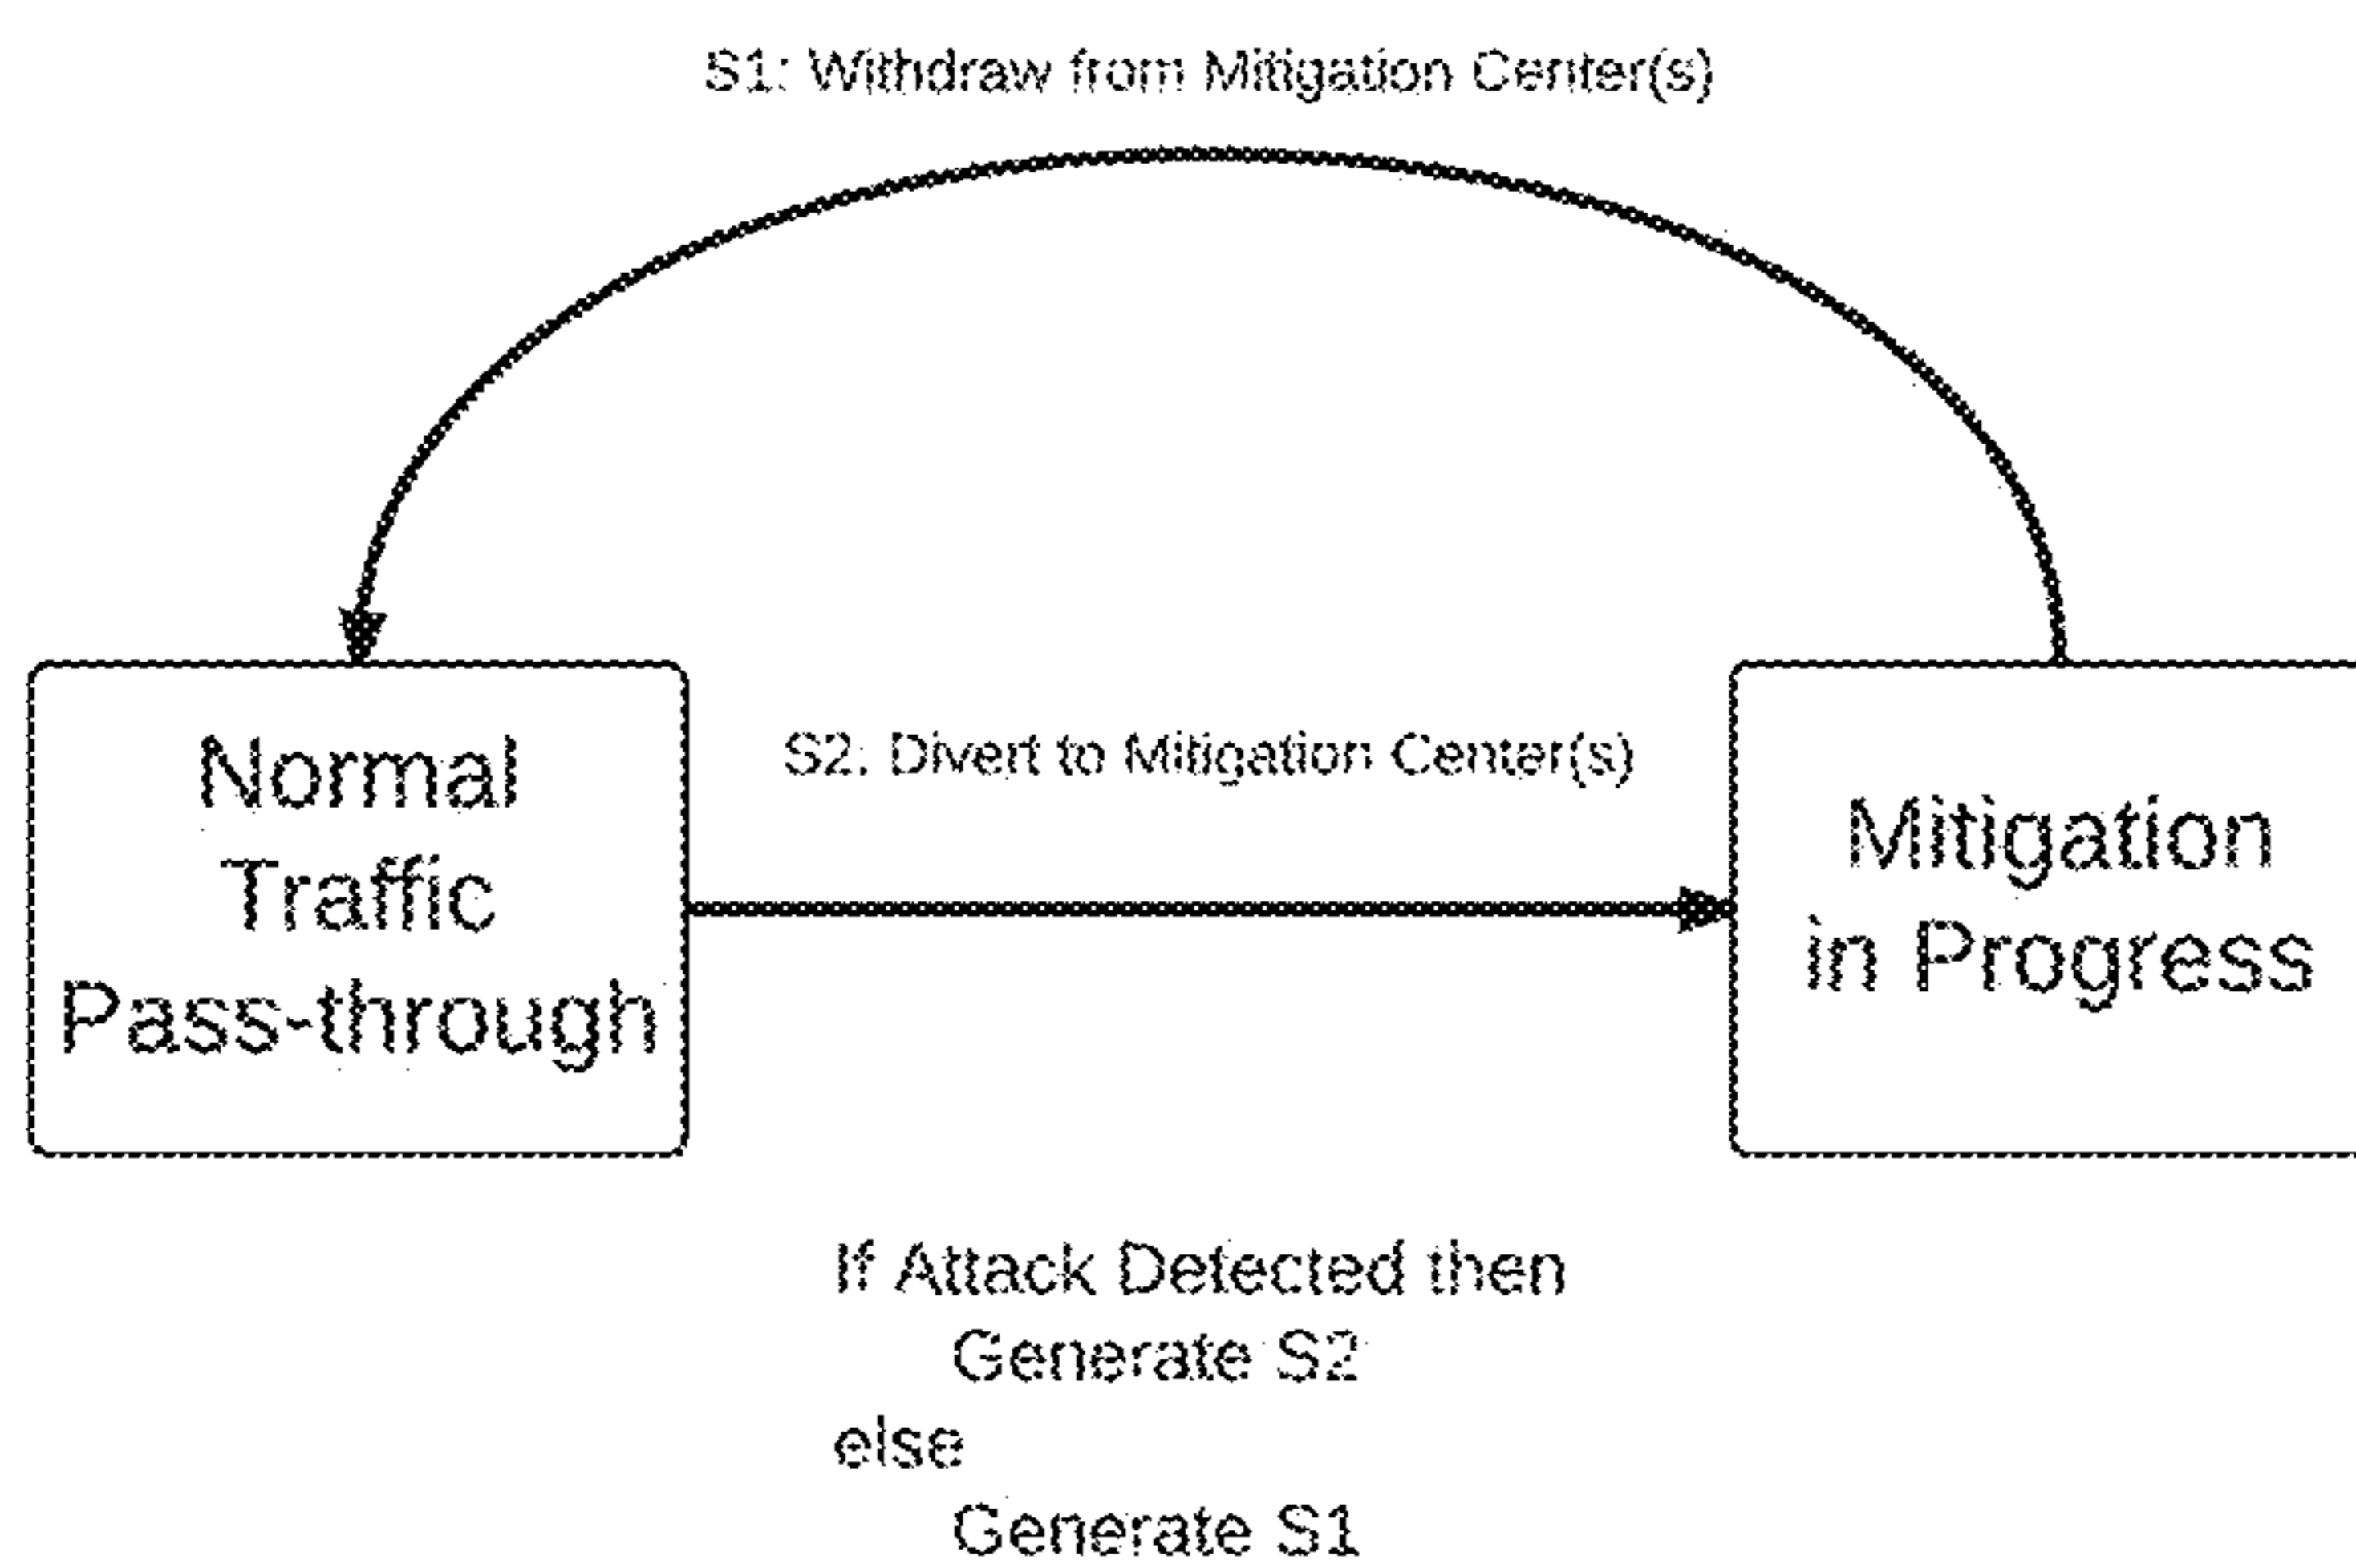 S1: Withdraw from Mitigation Center(s)
Normal
Traffic
Pass-through
S2: Divert to Mitigation Center(s)
Mitigation
in Progress
If Attack Detected then
Generate S2
else
Generate S1